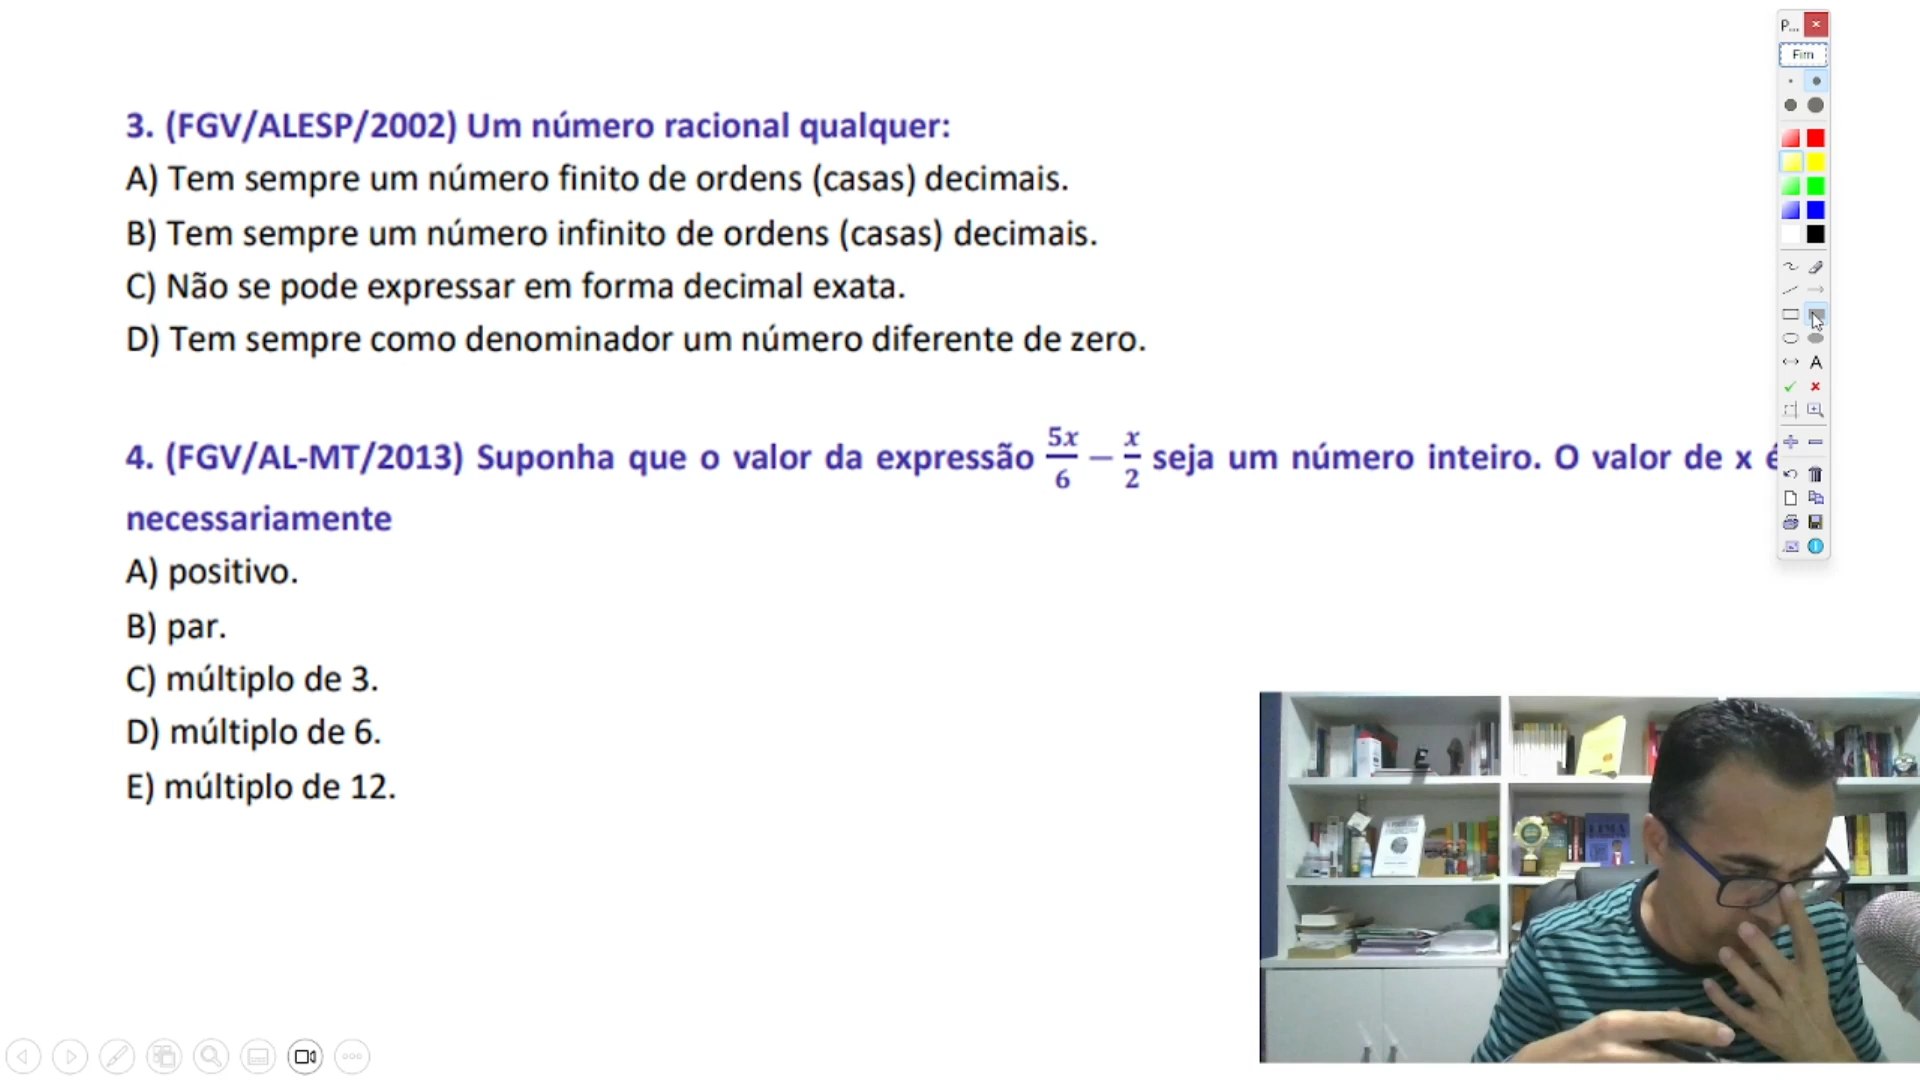 P...
Fim
3. (FGV/ALESP/2002) Um número racional qualquer:
A) Tem sempre um número finito de ordens (casas) decimais.
B) Tem sempre um número infinito de ordens (casas) decimais.
C) Não se pode expressar em forma decimal exata.
D) Tem sempre como denominador um número diferente de zero.
4. (FGV/AL-MT/2013) Suponha que o valor da expressão 5x/6 − x/2 seja um número inteiro. O valor de x é
necessariamente
A) positivo.
B) par.
C) múltiplo de 3.
D) múltiplo de 6.
E) múltiplo de 12.